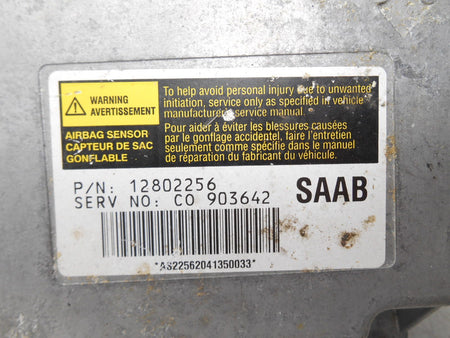 WARNING
AVERTISSEMENT
AIRBAG SENSOR
CAPTEUR DE SAC
GONFLABLE
To help avoid personal injury due to unwanted
initiation, service only as specified in vehicle
manufacturers service manual.
Pour aider à éviter les blessures causées
par le gonflage accidentel, faire l'entretien
seulement comme spécifié dans le manuel
de réparation du fabricant du véhicule.
P/N: 12802256
SERV NO: CO 903642
SAAB
*AS22562041350033*